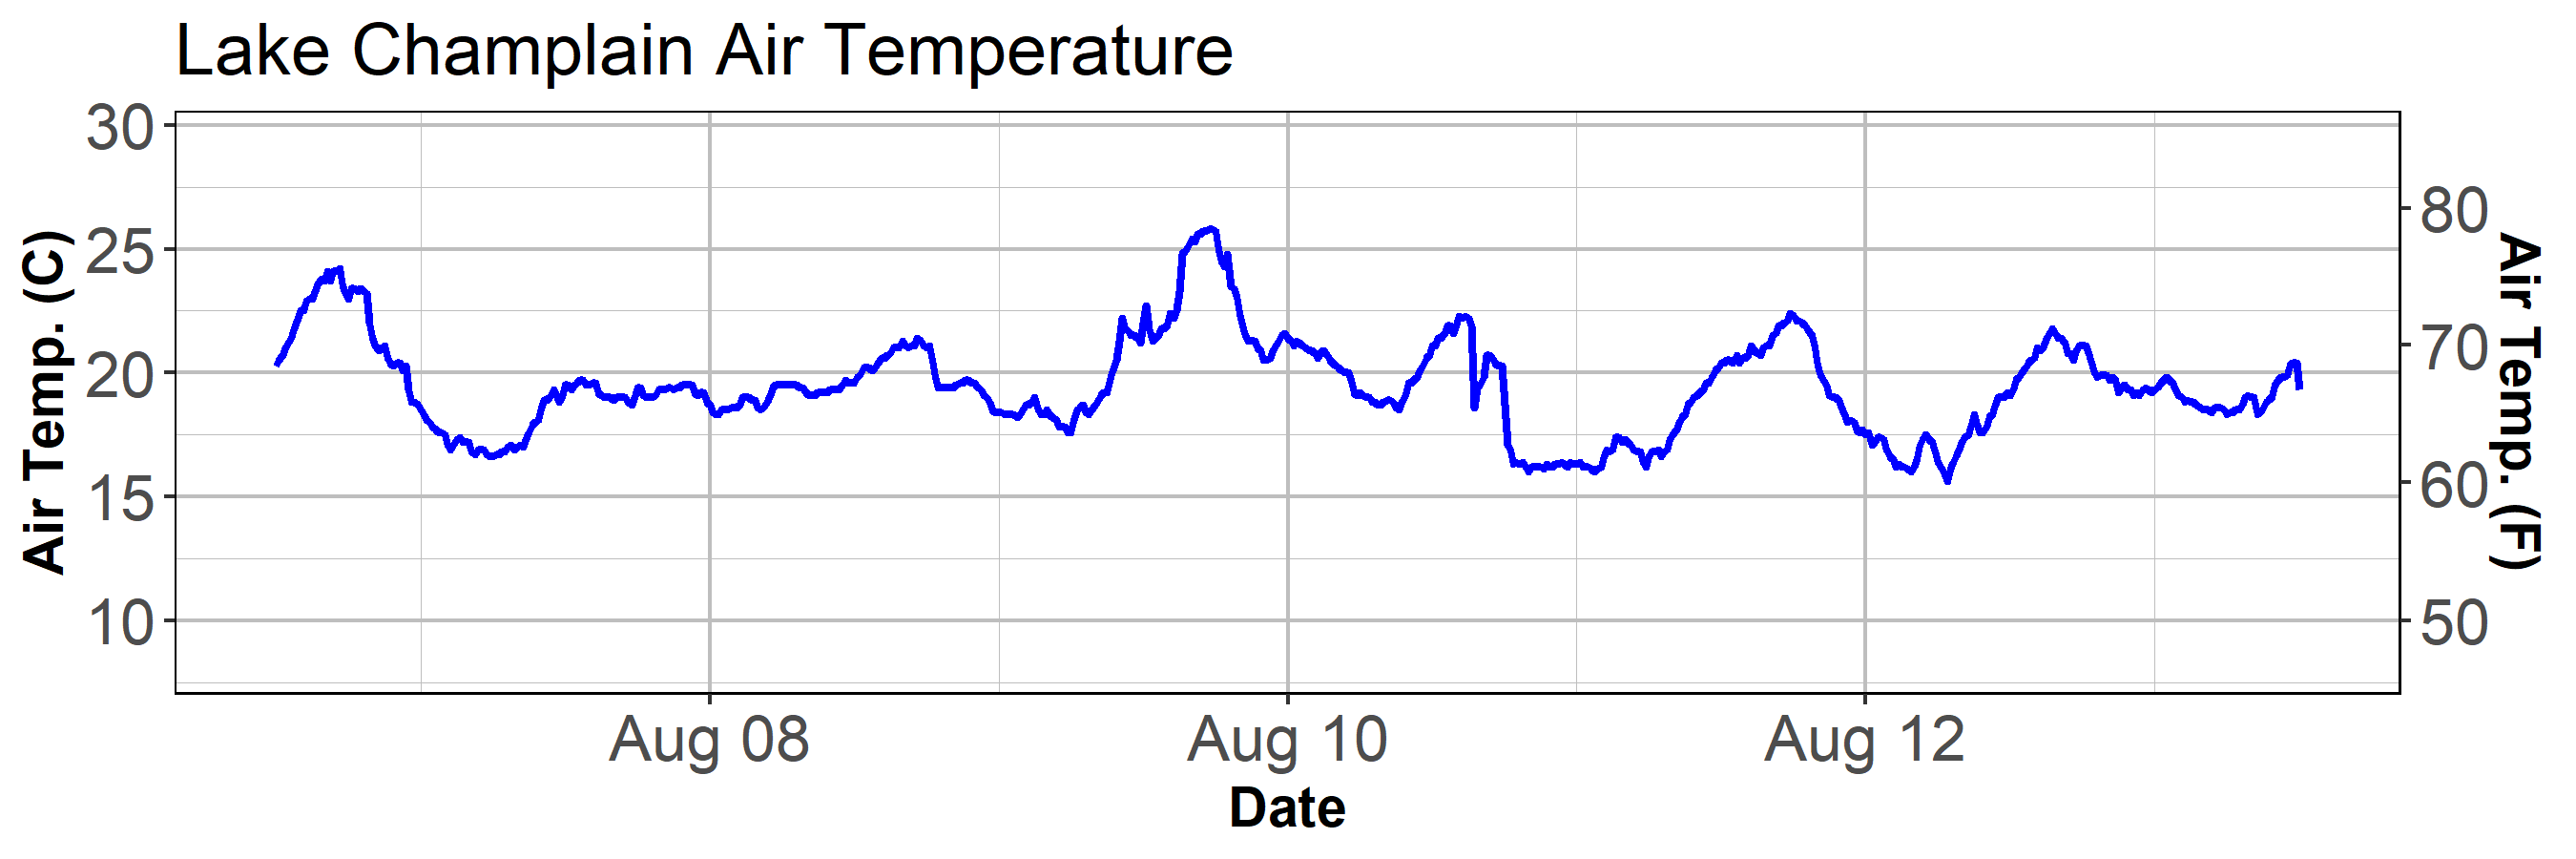 Lake Champlain Air Temperature
Air Temp. (C)
30
25
20
15
10
80
70
60
50
Air Temp. (F)
Aug 08
Aug 10
Aug 12
Date